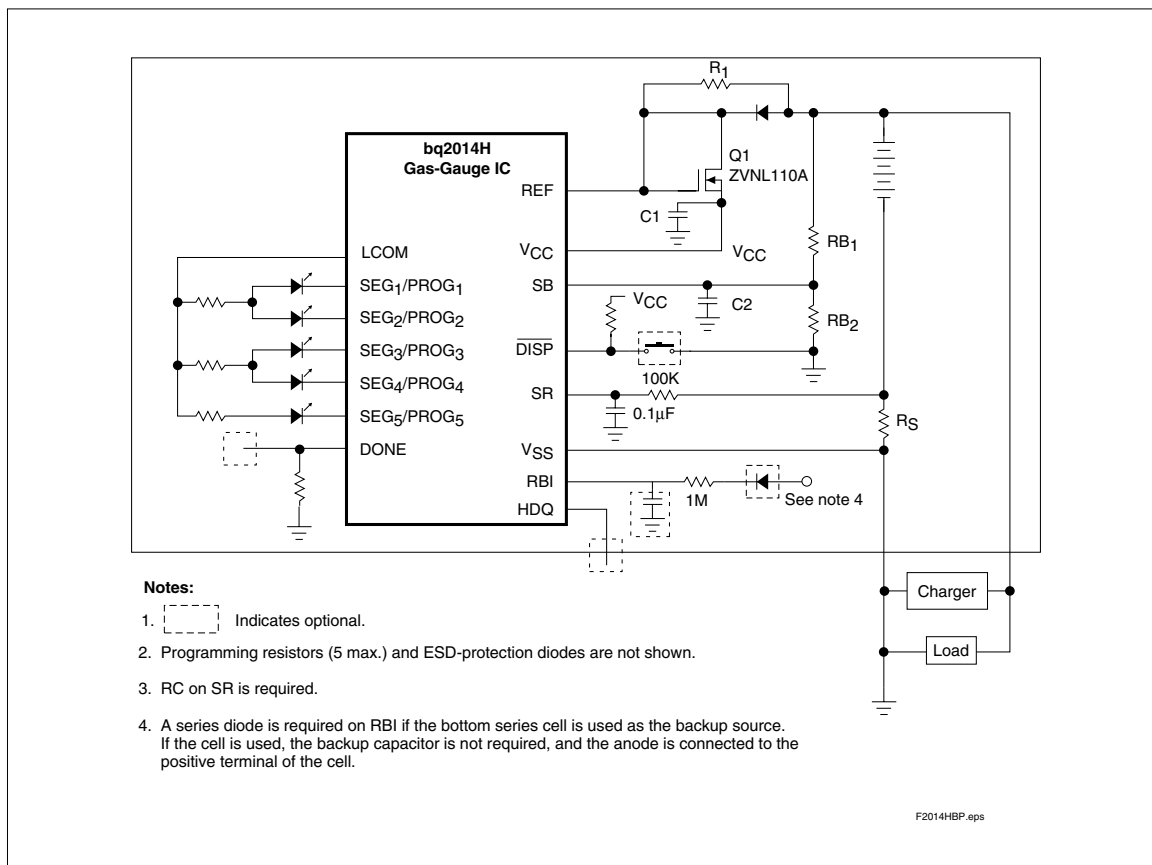 R1
bq2014H
Gas-Gauge IC
Q1
ZVNL110A
REF
C1
VCC
VCC
RB1
LCOM
SEG1/PROG1
SB
C2
VCC
SEG2/PROG2
RB2
SEG3/PROG3
DISP
100K
SEG4/PROG4
SR
0.1µF
SEG5/PROG5
RS
DONE
VSS
RBI
1M
See note 4
HDQ
Notes:
1. Indicates optional.
2. Programming resistors (5 max.) and ESD-protection diodes are not shown.
3. RC on SR is required.
4. A series diode is required on RBI if the bottom series cell is used as the backup source.
If the cell is used, the backup capacitor is not required, and the anode is connected to the
positive terminal of the cell.
Charger
Load
F2014HBP.eps